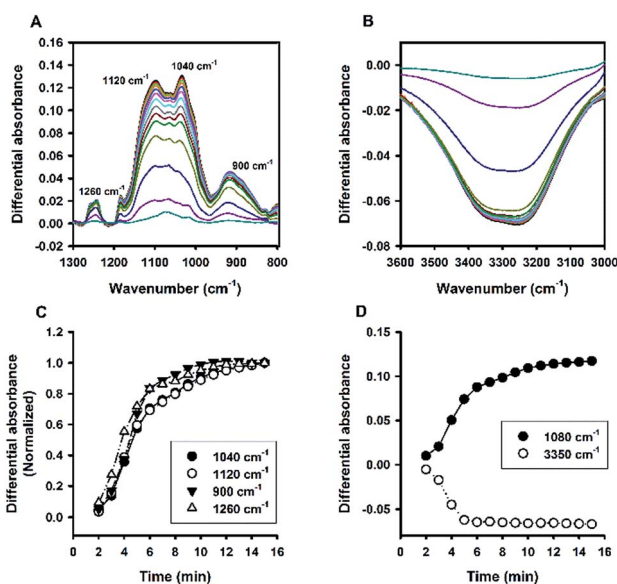 A
B
0.16
0.14
0.12
0.10
0.08
0.06
0.04
0.02
0.00
-0.02
Differential absorbance
1120 cm⁻¹
1040 cm⁻¹
1260 cm⁻¹
900 cm⁻¹
1300 1200 1100 1000 900 800
Wavenumber (cm⁻¹)
0.00
-0.02
-0.04
-0.06
-0.08
Differential absorbance
3600 3500 3400 3300 3200 3100 3000
Wavenumber (cm⁻¹)
C
D
1.2
1.0
0.8
0.6
0.4
0.2
0.0
Differential absorbance
(Normalized)
1040 cm⁻¹
1120 cm⁻¹
900 cm⁻¹
1260 cm⁻¹
0 2 4 6 8 10 12 14 16
Time (min)
0.15
0.10
0.05
0.00
-0.05
Differential absorbance
1080 cm⁻¹
3350 cm⁻¹
0 2 4 6 8 10 12 14 16
Time (min)